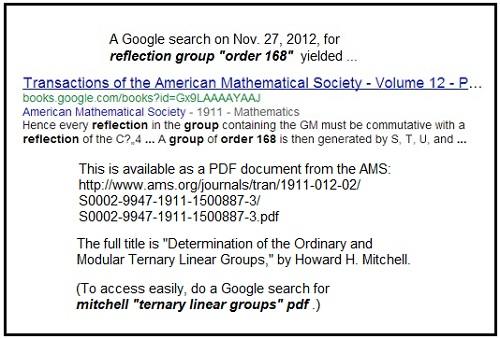 A Google search on Nov. 27, 2012, for
reflection group "order 168" yielded ...
Transactions of the American Mathematical Society - Volume 12 - P...
books.google.com/books?id=Gx9LAAAAYAAJ
American Mathematical Society - 1911 - Mathematics
Hence every reflection in the group containing the GM must be commutative with a
reflection of the C?„4 ... A group of order 168 is then generated by S, T, U, and ...
This is available as a PDF document from the AMS:
http://www.ams.org/journals/tran/1911-012-02/
S0002-9947-1911-1500887-3/
S0002-9947-1911-1500887-3.pdf
The full title is "Determination of the Ordinary and
Modular Ternary Linear Groups," by Howard H. Mitchell.
(To access easily, do a Google search for
mitchell "ternary linear groups" pdf .)